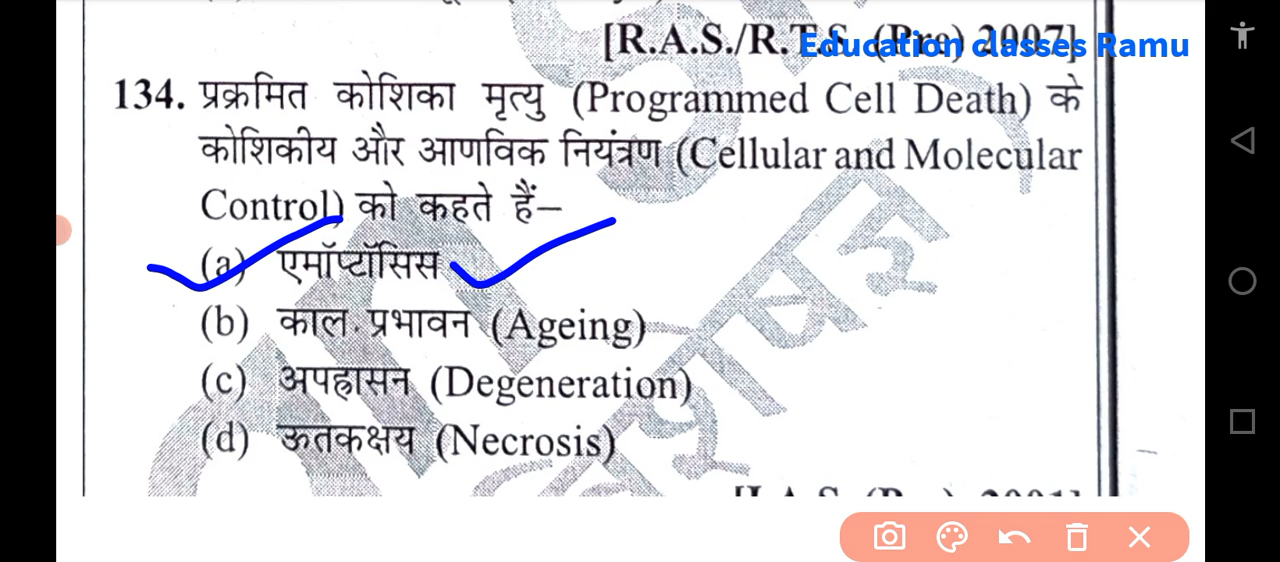 [R.A.S./R.T.S. (Pre) 2007]
Education classes Ramu
134. प्रक्रमित कोशिका मृत्यु (Programmed Cell Death) के
कोशिकीय और आणविक नियंत्रण (Cellular and Molecular
Control) को कहते हैं–
(a) एमॉप्टॉसिस
(b) काल प्रभावन (Ageing)
(c) अपह्रासन (Degeneration)
(d) ऊतकक्षय (Necrosis)